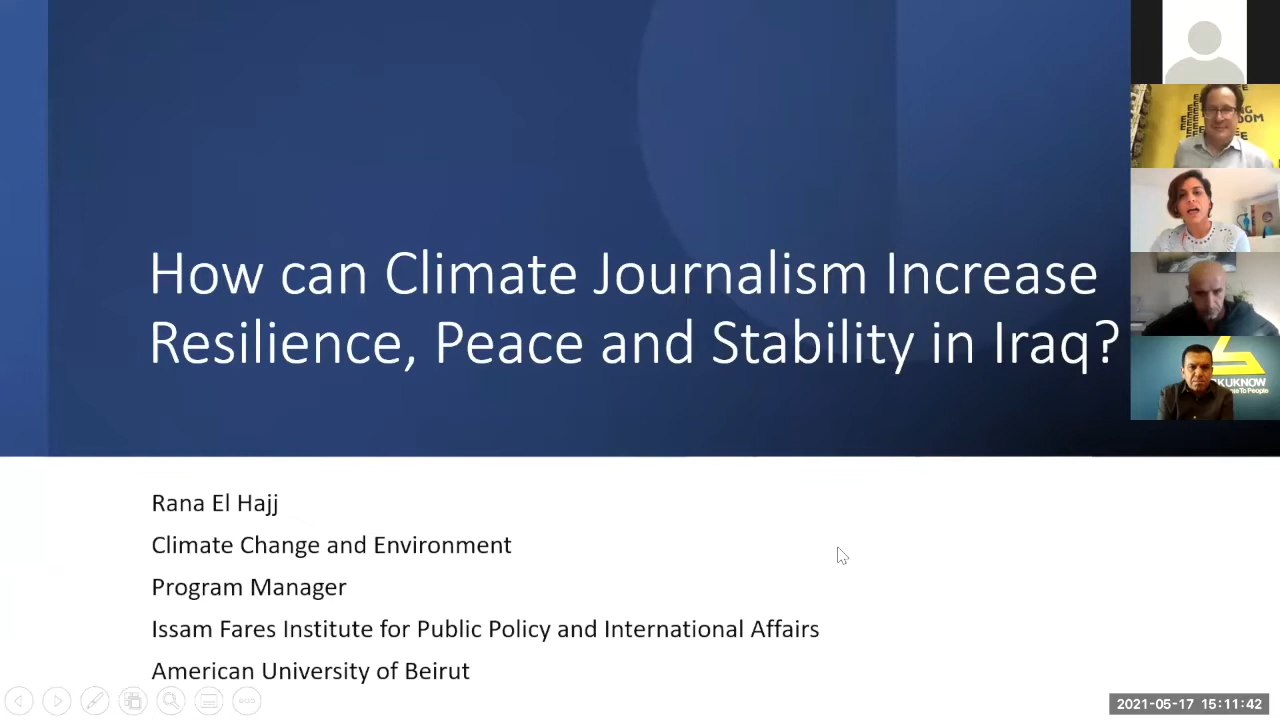 How can Climate Journalism Increase
Resilience, Peace and Stability in Iraq?
Rana El Hajj
Climate Change and Environment
Program Manager
Issam Fares Institute for Public Policy and International Affairs
American University of Beirut
2021-05-17 15:11:42